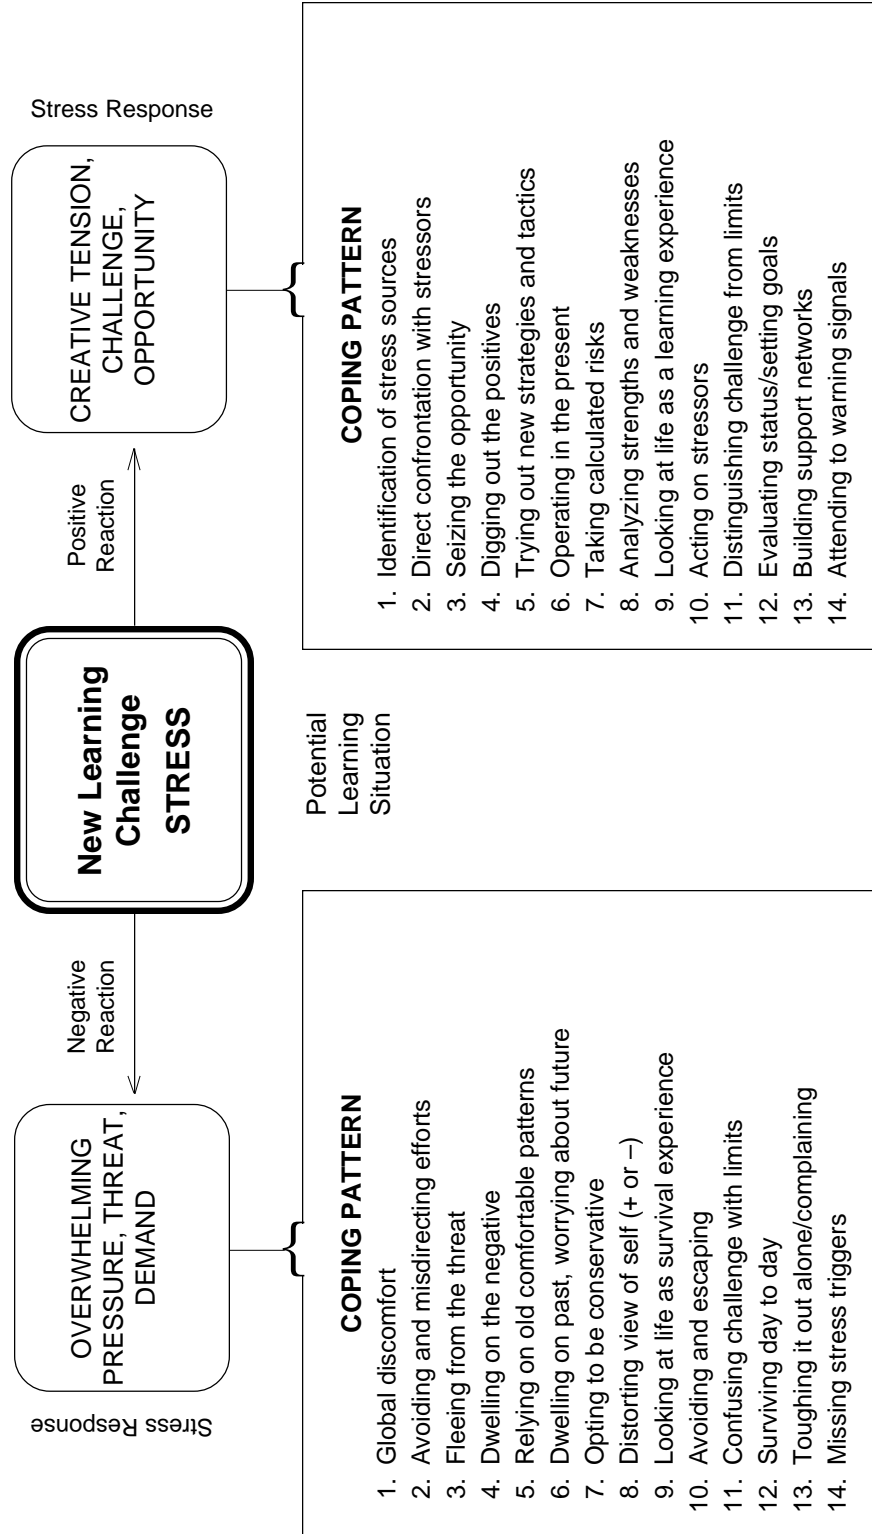 Stress Response
OVERWHELMING
PRESSURE, THREAT,
DEMAND
Negative
Reaction
New Learning
Challenge
STRESS
Positive
Reaction
CREATIVE TENSION,
CHALLENGE,
OPPORTUNITY
Stress Response
{
COPING PATTERN
1. Global discomfort
2. Avoiding and misdirecting efforts
3. Fleeing from the threat
4. Dwelling on the negative
5. Relying on old comfortable patterns
6. Dwelling on past, worrying about future
7. Opting to be conservative
8. Distorting view of self (+ or –)
9. Looking at life as survival experience
10. Avoiding and escaping
11. Confusing challenge with limits
12. Surviving day to day
13. Toughing it out alone/complaining
14. Missing stress triggers
Potential
Learning
Situation
{
COPING PATTERN
1. Identification of stress sources
2. Direct confrontation with stressors
3. Seizing the opportunity
4. Digging out the positives
5. Trying out new strategies and tactics
6. Operating in the present
7. Taking calculated risks
8. Analyzing strengths and weaknesses
9. Looking at life as a learning experience
10. Acting on stressors
11. Distinguishing challenge from limits
12. Evaluating status/setting goals
13. Building support networks
14. Attending to warning signals